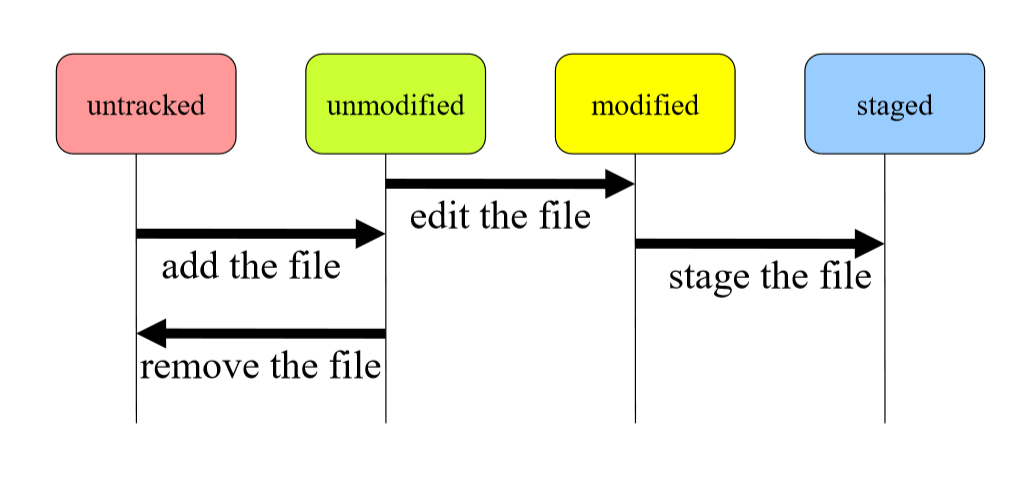 untracked
unmodified
modified
staged
edit the file
add the file
stage the file
remove the file